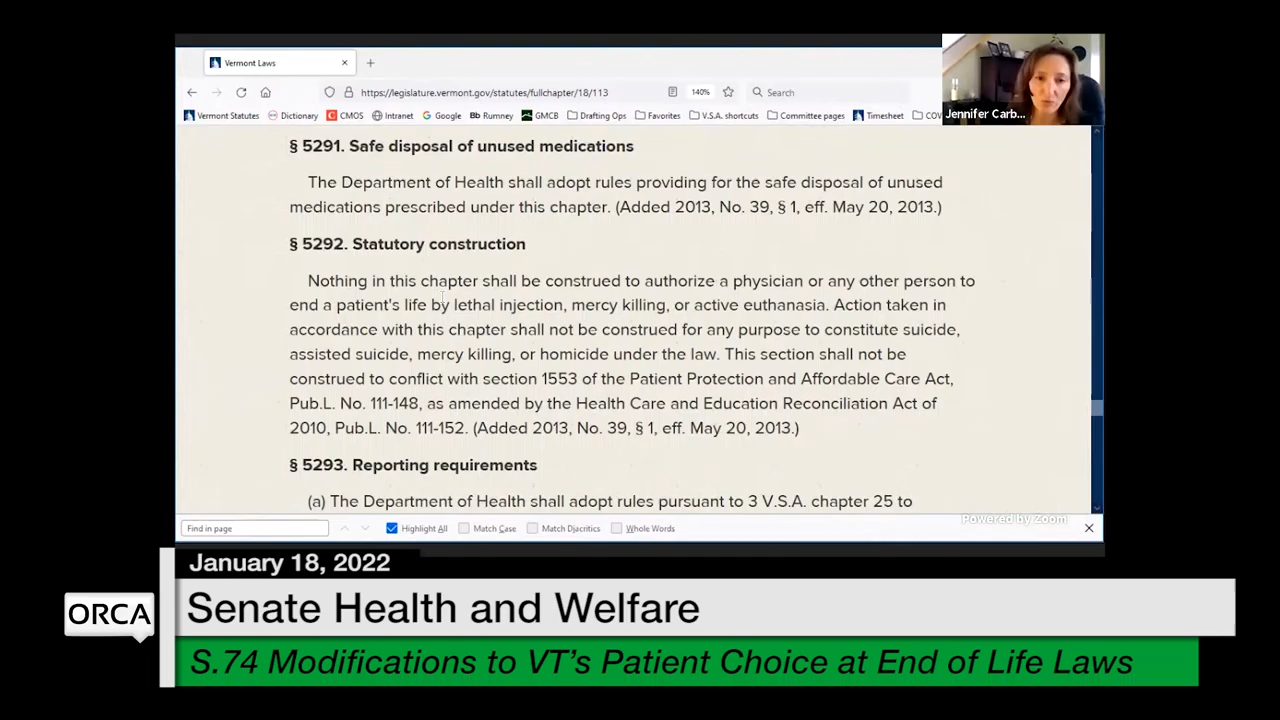 Vermont Laws
https://legislature.vermont.gov/statutes/fullchapter/18/113
140%
Search
Vermont Statutes
Dictionary
CMOS
Intranet
Google
Bb Rumney
GMCB
Drafting Ops
Favorites
V.S.A. shortcuts
Committee pages
Timesheet
COV
Jennifer Carb...
§ 5291. Safe disposal of unused medications
The Department of Health shall adopt rules providing for the safe disposal of unused
medications prescribed under this chapter. (Added 2013, No. 39, § 1, eff. May 20, 2013.)
§ 5292. Statutory construction
Nothing in this chapter shall be construed to authorize a physician or any other person to
end a patient's life by lethal injection, mercy killing, or active euthanasia. Action taken in
accordance with this chapter shall not be construed for any purpose to constitute suicide,
assisted suicide, mercy killing, or homicide under the law. This section shall not be
construed to conflict with section 1553 of the Patient Protection and Affordable Care Act,
Pub.L. No. 111-148, as amended by the Health Care and Education Reconciliation Act of
2010, Pub.L. No. 111-152. (Added 2013, No. 39, § 1, eff. May 20, 2013.)
§ 5293. Reporting requirements
(a) The Department of Health shall adopt rules pursuant to 3 V.S.A. chapter 25 to
Powered by Zoom
Find in page
Highlight All
Match Case
Match Diacritics
Whole Words
January 18, 2022
ORCA
Senate Health and Welfare
S.74 Modifications to VT's Patient Choice at End of Life Laws